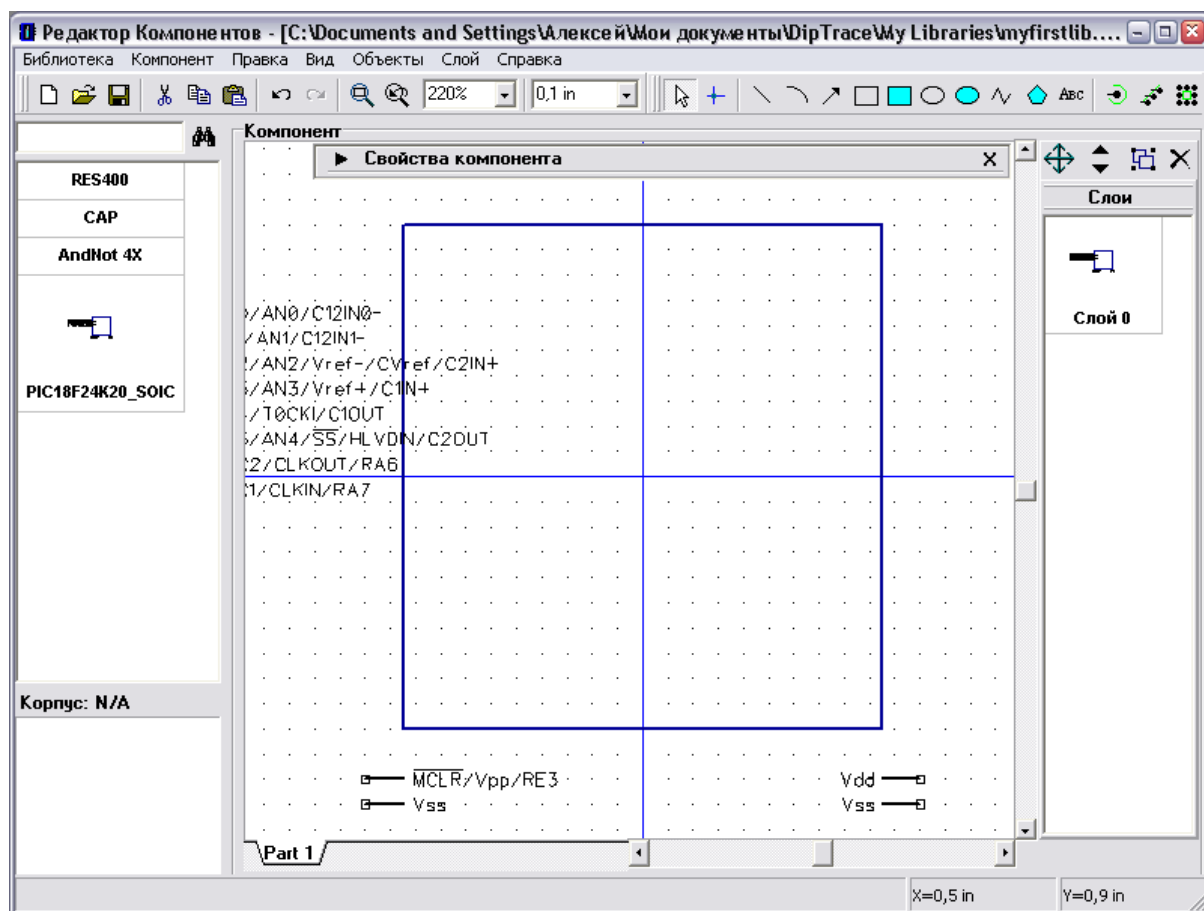 Редактор Компонентов - [C:\Documents and Settings\Алексей\Мои документы\DipTrace\My Libraries\myfirstlib....
Библиотека Компонент Правка Вид Объекты Слой Справка
220% 0,1 in ABC
Компонент
Свойства компонента X
RES400
CAP
AndNot 4X
PIC18F24K20_SOIC
Корпус: N/A
/AN0/C12IN0-
/AN1/C12IN1-
/AN2/Vref-/CVref/C2IN+
/AN3/Vref+/C1IN+
/T0CKI/C1OUT
/AN4/SS/HLVDIN/C2OUT
C2/CLKOUT/RA6
C1/CLKIN/RA7
MCLR/Vpp/RE3 Vdd
Vss Vss
Part 1
Слои
Слой 0
X=0,5 in Y=0,9 in